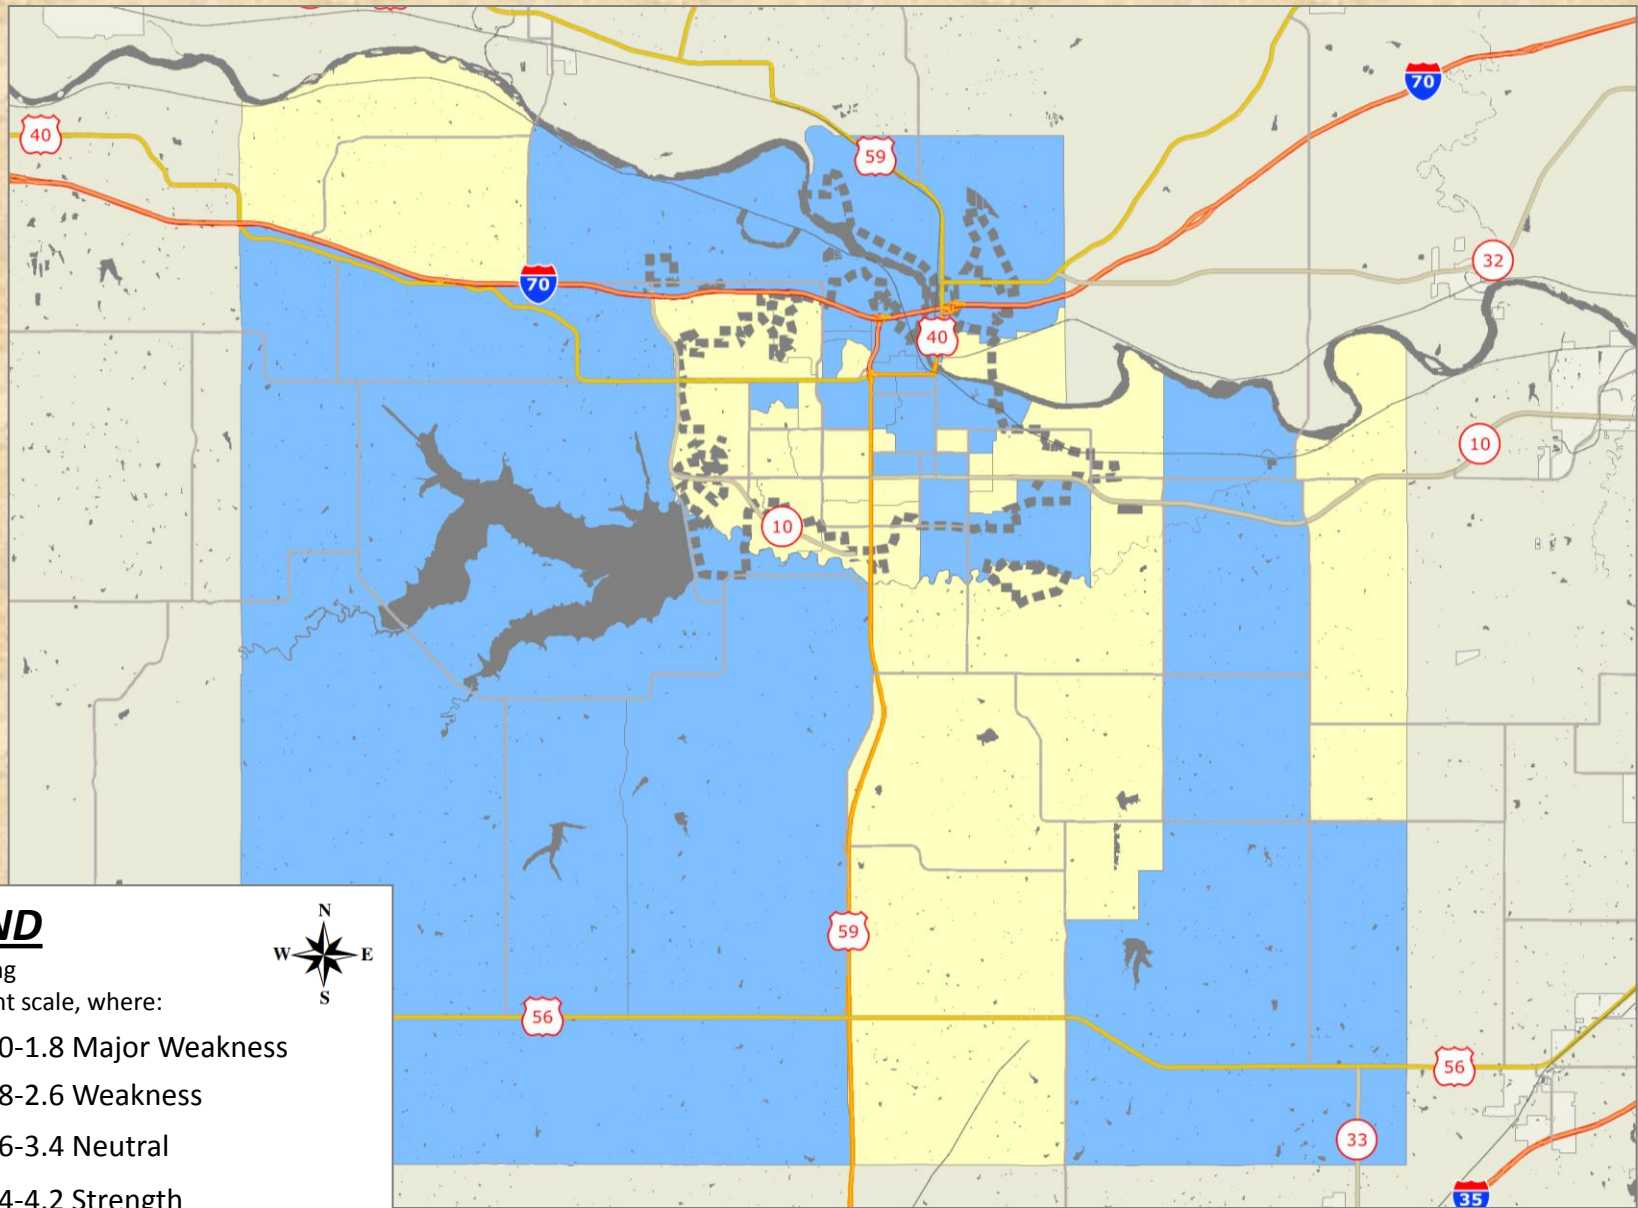 70
40
59
32
70
40
10
10
59
56
56
33
35
ND
N
W E
S
ng
nt scale, where:
0-1.8 Major Weakness
8-2.6 Weakness
6-3.4 Neutral
4-4.2 Strength